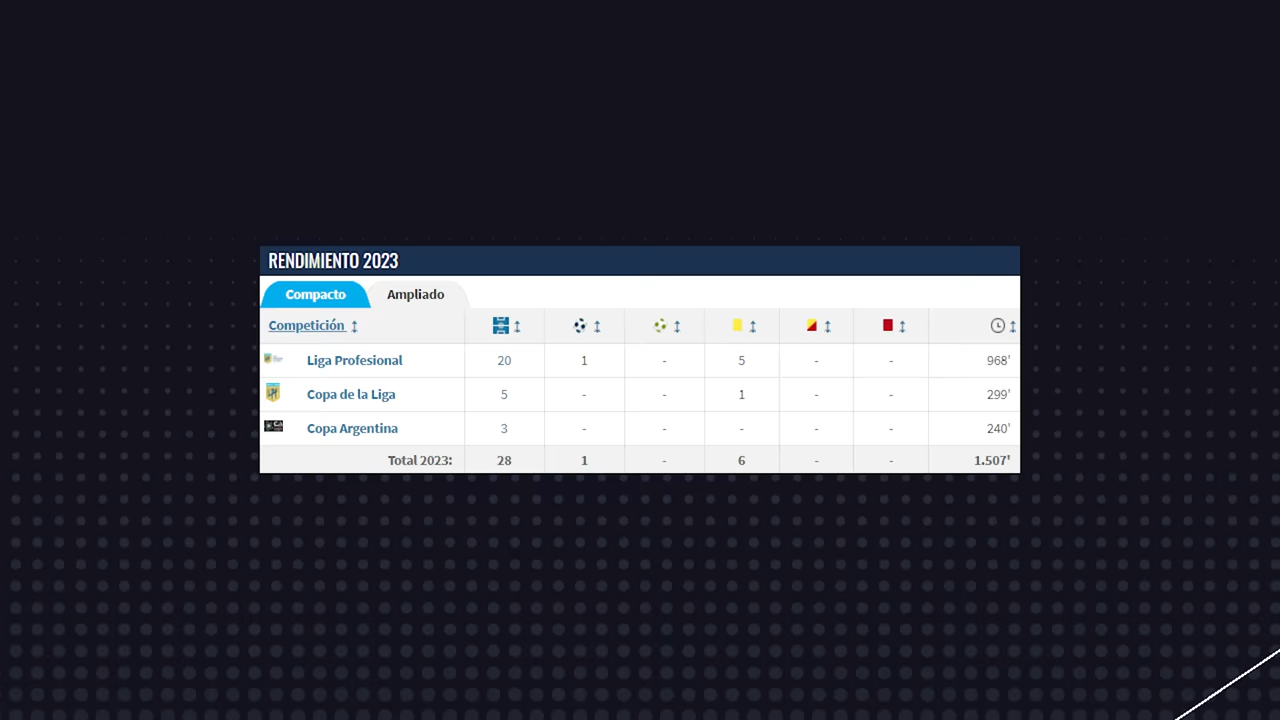 RENDIMIENTO 2023
Compacto Ampliado
Competición
Liga Profesional 20 1 - 5 - - 968'
Copa de la Liga 5 - - 1 - - 299'
Copa Argentina 3 - - - - - 240'
Total 2023: 28 1 - 6 - - 1.507'